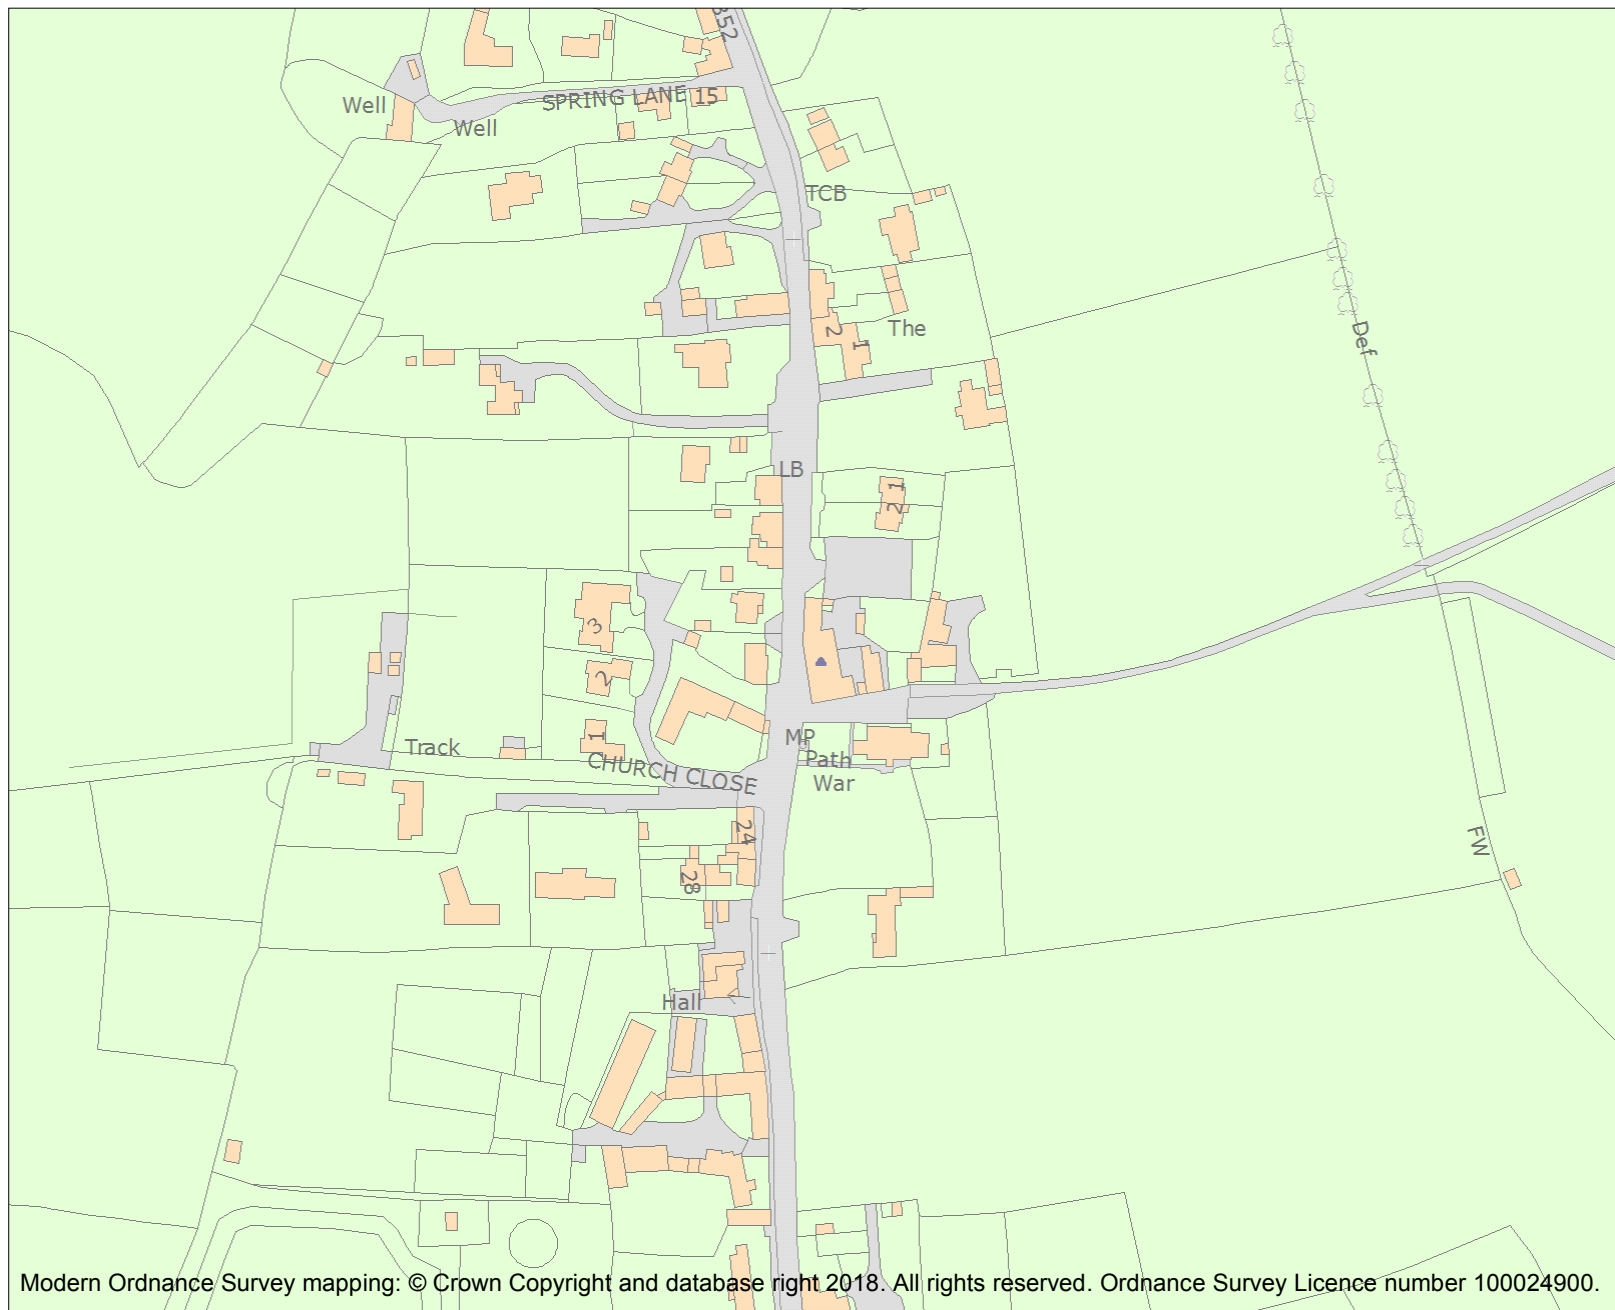 352
Well
SPRING LANE 15
Well
TCB
The
2
1
Def
LB
1
2
3
2
1
Track
MP
Path
War
CHURCH CLOSE
24
FW
28
Hall
Modern Ordnance Survey mapping: © Crown Copyright and database right 2018. All rights reserved. Ordnance Survey Licence number 100024900.